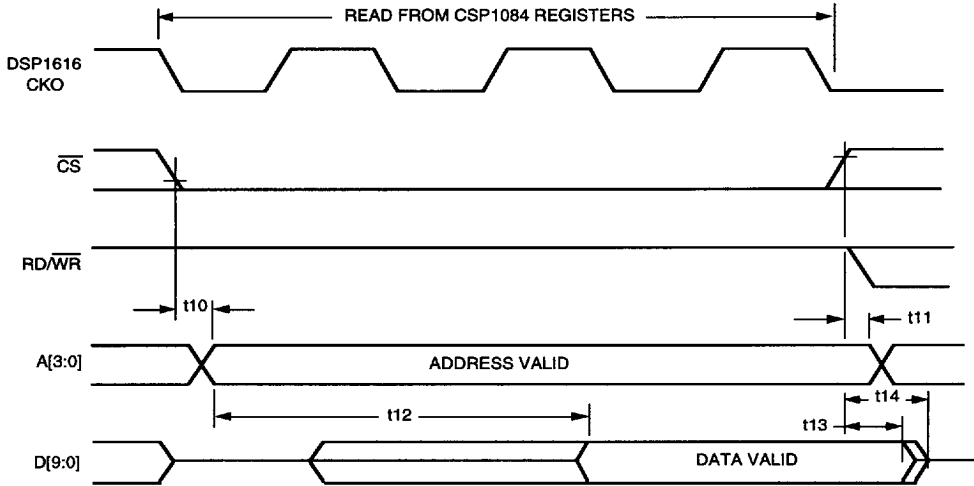 READ FROM CSP1084 REGISTERS
DSP1616
CKO
CS
RD/WR
t10
t11
A[3:0]
ADDRESS VALID
t12
t14
t13
D[9:0]
DATA VALID